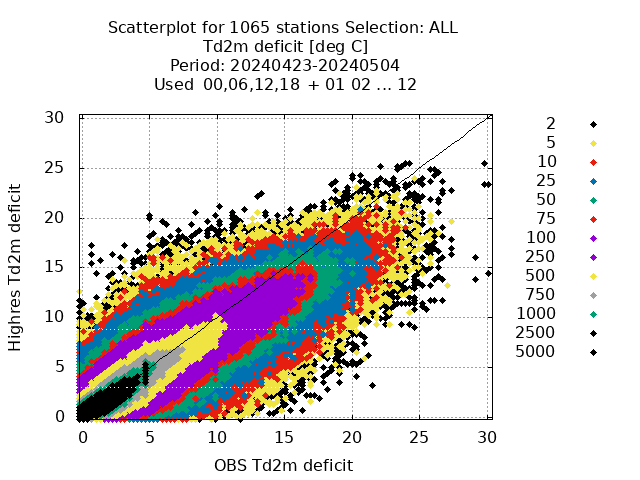 Scatterplot for 1065 stations Selection: ALL
Td2m deficit [deg C]
Period: 20240423-20240504
Used 00,06,12,18 + 01 02 ... 12
Highres Td2m deficit
30
25
20
15
10
5
0
0 5 10 15 20 25 30
OBS Td2m deficit
2
5
10
25
50
75
100
250
500
750
1000
2500
5000